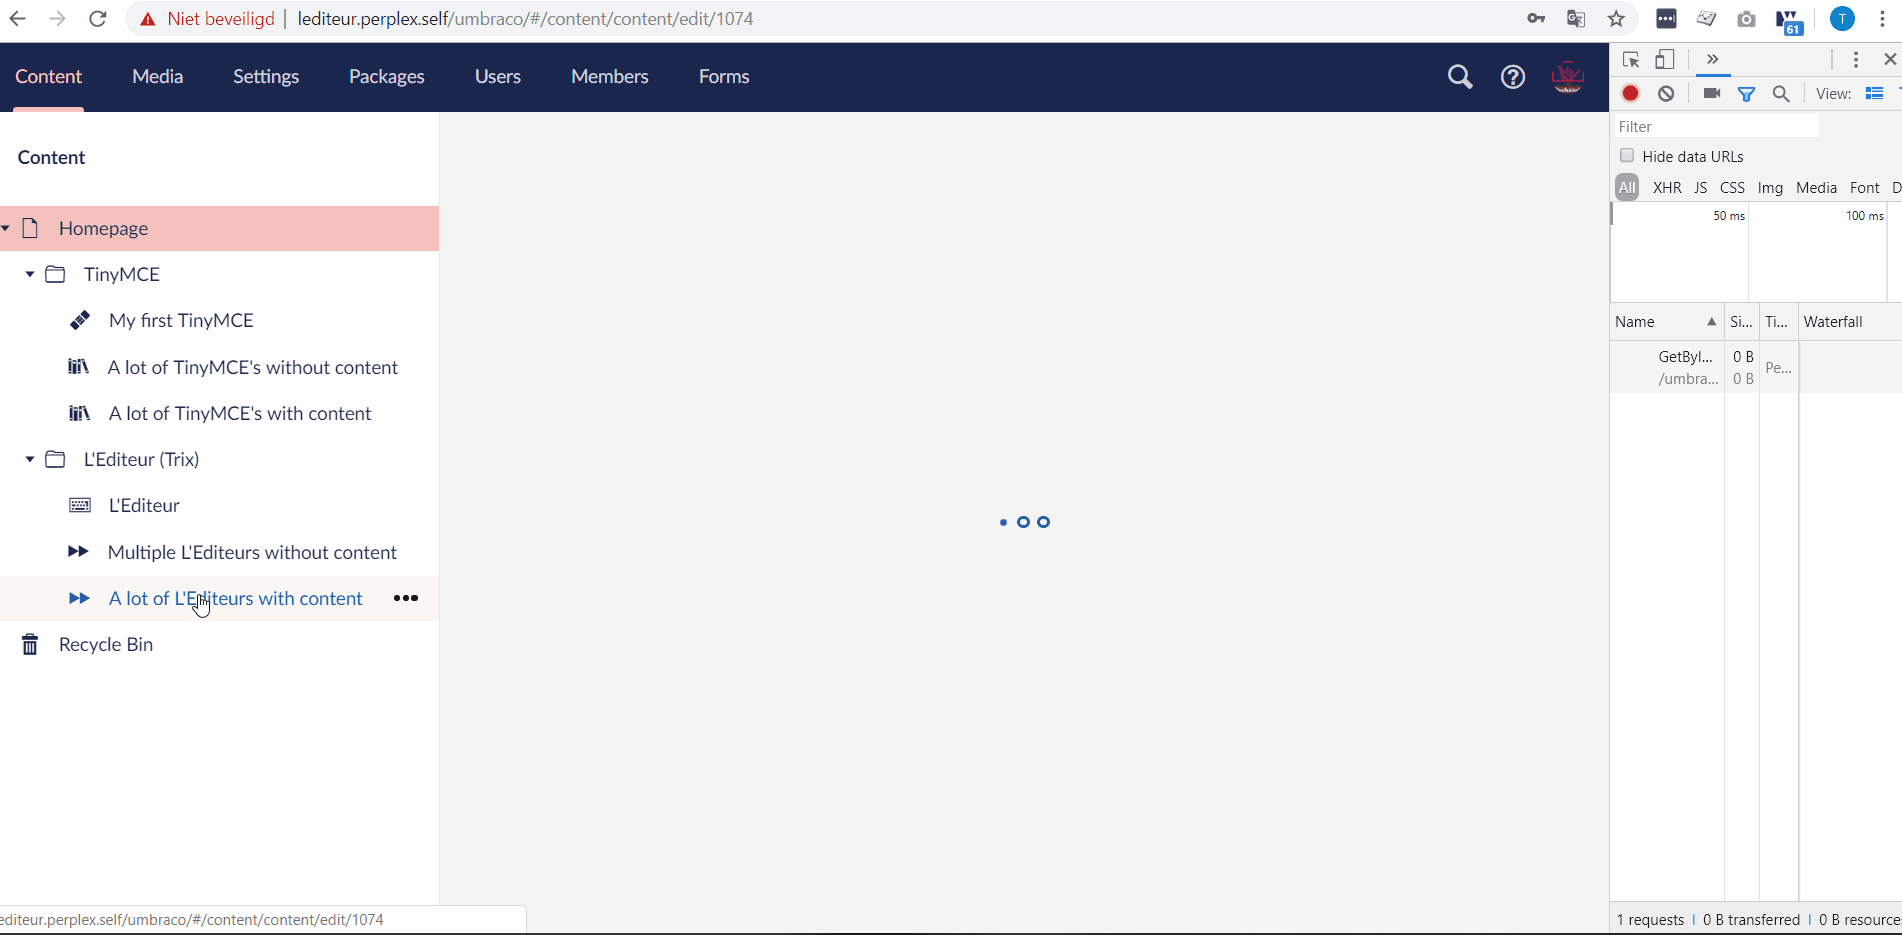 Niet beveiligd | lediteur.perplex.self/umbraco/#/content/content/edit/1074
61
T
Content Media Settings Packages Users Members Forms
View:
Filter
Hide data URLs
All XHR JS CSS Img Media Font D
50 ms 100 ms
Name Si... Ti... Waterfall
GetByI... 0 B Pe...
/umbra... 0 B
Content
Homepage
TinyMCE
My first TinyMCE
A lot of TinyMCE's without content
A lot of TinyMCE's with content
L'Editeur (Trix)
L'Editeur
Multiple L'Editeurs without content
A lot of L'Editeurs with content
Recycle Bin
editeur.perplex.self/umbraco/#/content/content/edit/1074
1 requests | 0 B transferred | 0 B resource